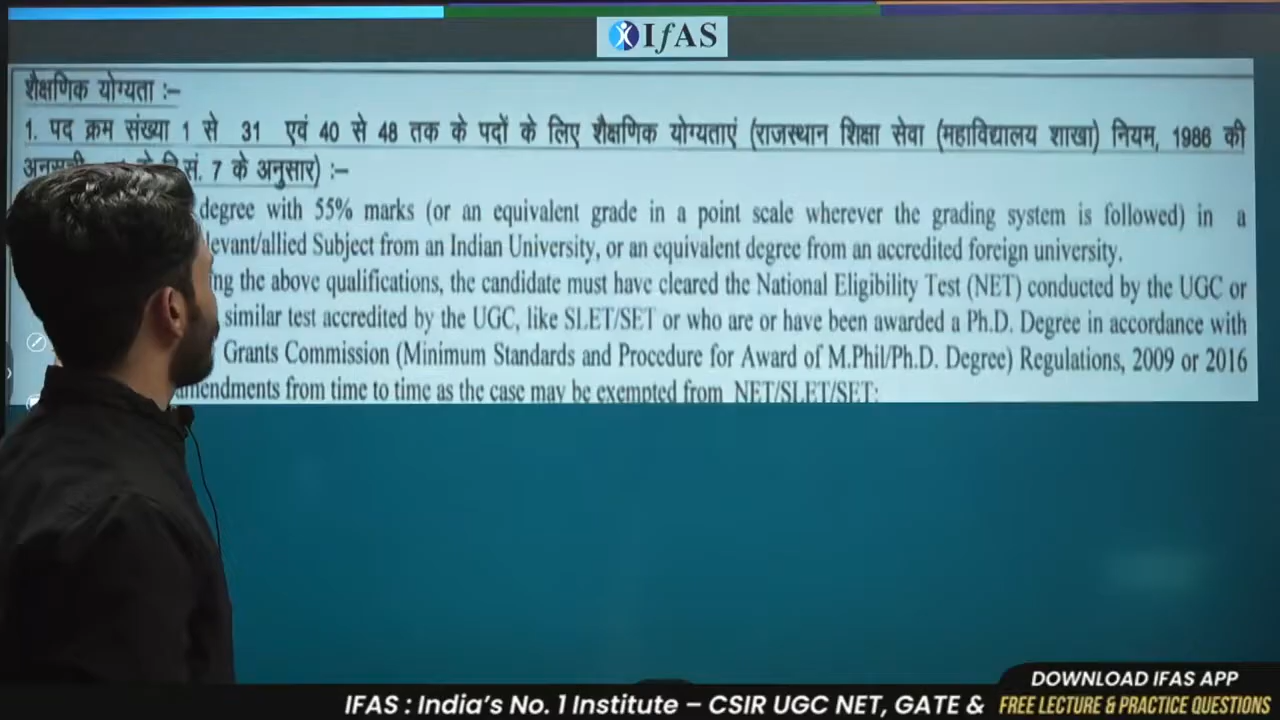 IfAS
शैक्षणिक योग्यता :–
1. पद क्रम संख्या 1 से 31 एवं 40 से 48 तक के पदों के लिए शैक्षणिक योग्यताएं (राजस्थान शिक्षा सेवा (महाविद्यालय शाखा) नियम, 1986 की
सं. 7 के अनुसार) :–
degree with 55% marks (or an equivalent grade in a point scale wherever the grading system is followed) in a
levant/allied Subject from an Indian University, or an equivalent degree from an accredited foreign university.
ing the above qualifications, the candidate must have cleared the National Eligibility Test (NET) conducted by the UGC or
similar test accredited by the UGC, like SLET/SET or who are or have been awarded a Ph.D. Degree in accordance with
Grants Commission (Minimum Standards and Procedure for Award of M.Phil/Ph.D. Degree) Regulations, 2009 or 2016
amendments from time to time as the case may be exempted from NET/SLET/SET:
DOWNLOAD IFAS APP
IFAS : India's No. 1 Institute – CSIR UGC NET, GATE &
FREE LECTURE & PRACTICE QUESTIONS